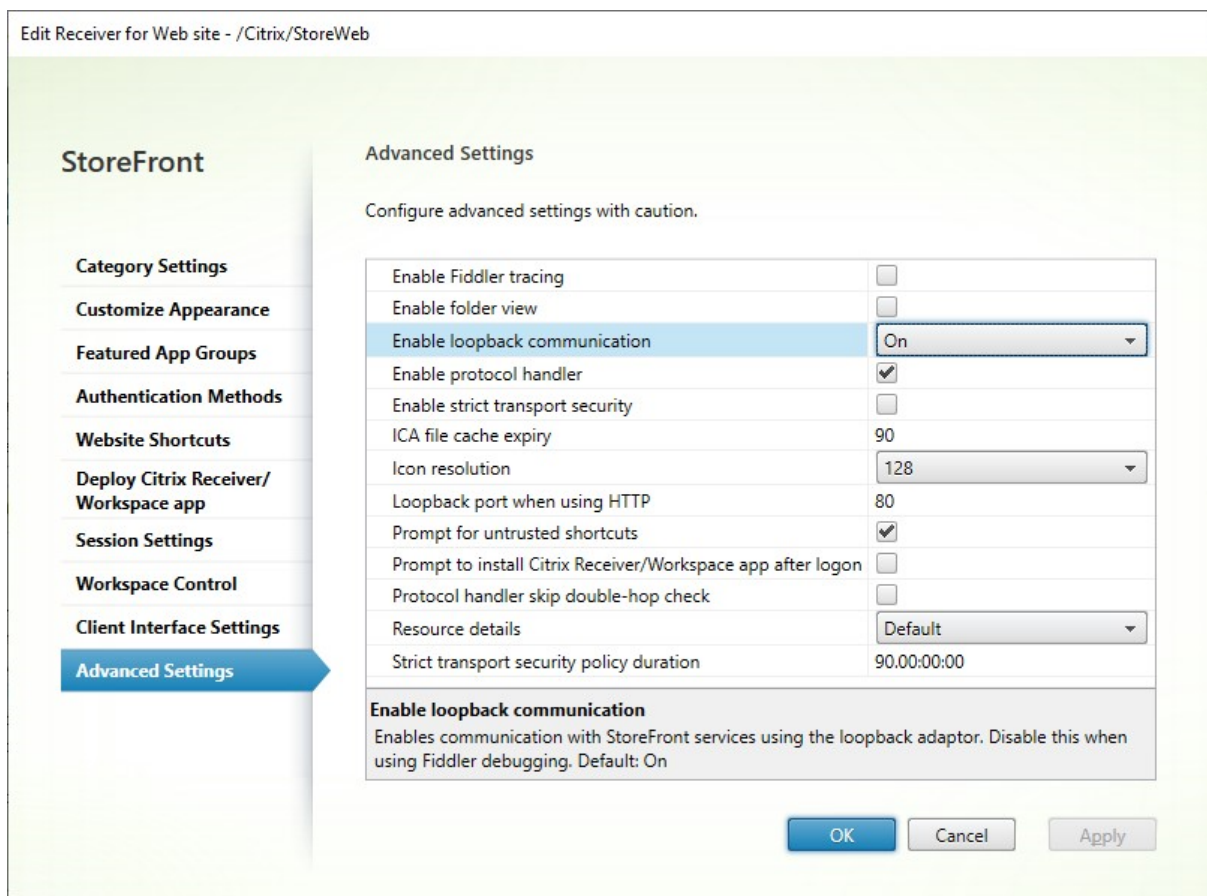 Edit Receiver for Web site - /Citrix/StoreWeb
StoreFront
Category Settings
Customize Appearance
Featured App Groups
Authentication Methods
Website Shortcuts
Deploy Citrix Receiver/
Workspace app
Session Settings
Workspace Control
Client Interface Settings
Advanced Settings
Advanced Settings
Configure advanced settings with caution.
Enable Fiddler tracing
Enable folder view
Enable loopback communication On
Enable protocol handler
Enable strict transport security
ICA file cache expiry 90
Icon resolution 128
Loopback port when using HTTP 80
Prompt for untrusted shortcuts
Prompt to install Citrix Receiver/Workspace app after logon
Protocol handler skip double-hop check
Resource details Default
Strict transport security policy duration 90.00:00:00
Enable loopback communication
Enables communication with StoreFront services using the loopback adaptor. Disable this when
using Fiddler debugging. Default: On
OK Cancel Apply